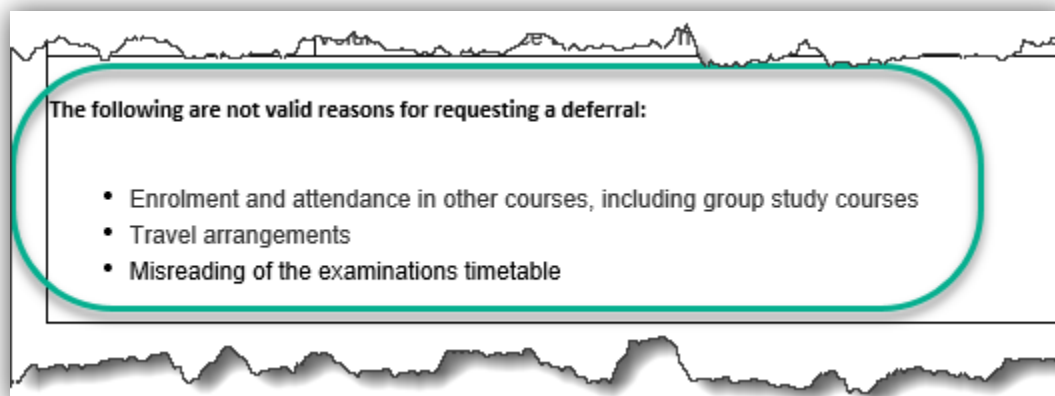 The following are not valid reasons for requesting a deferral:
• Enrolment and attendance in other courses, including group study courses
• Travel arrangements
• Misreading of the examinations timetable